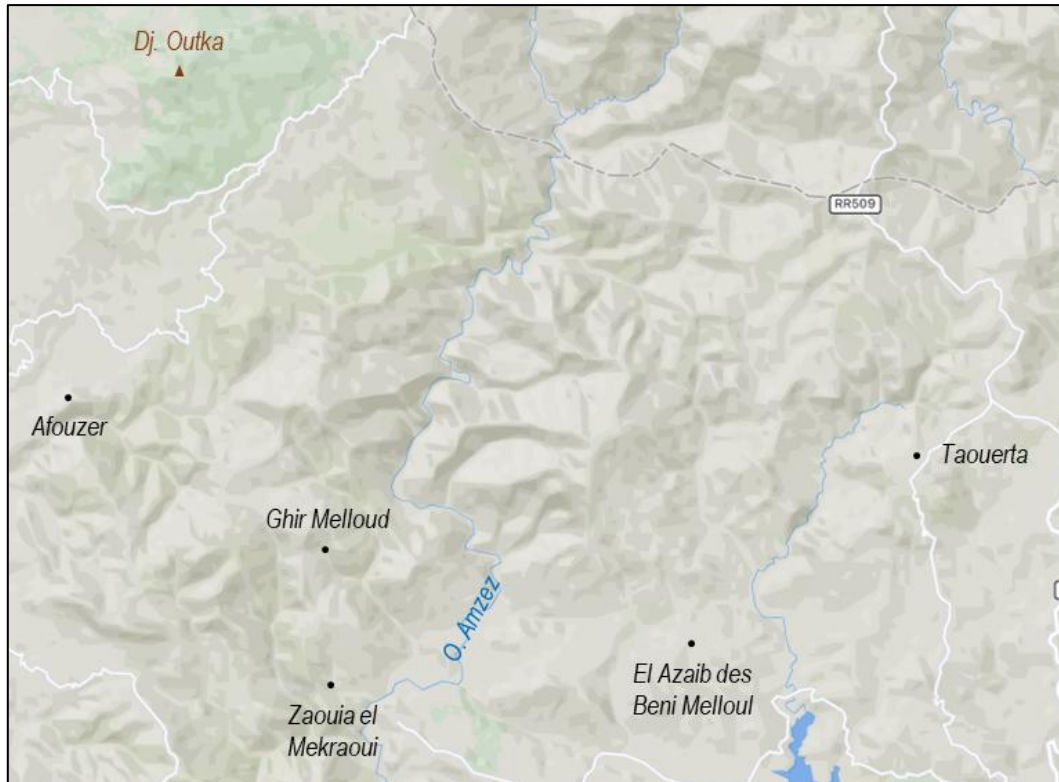 Dj. Outka
RR509
Afouzer
Taouerta
Ghir Melloud
O. Amzez
El Azaib des
Beni Melloul
Zaouia el
Mekraoui